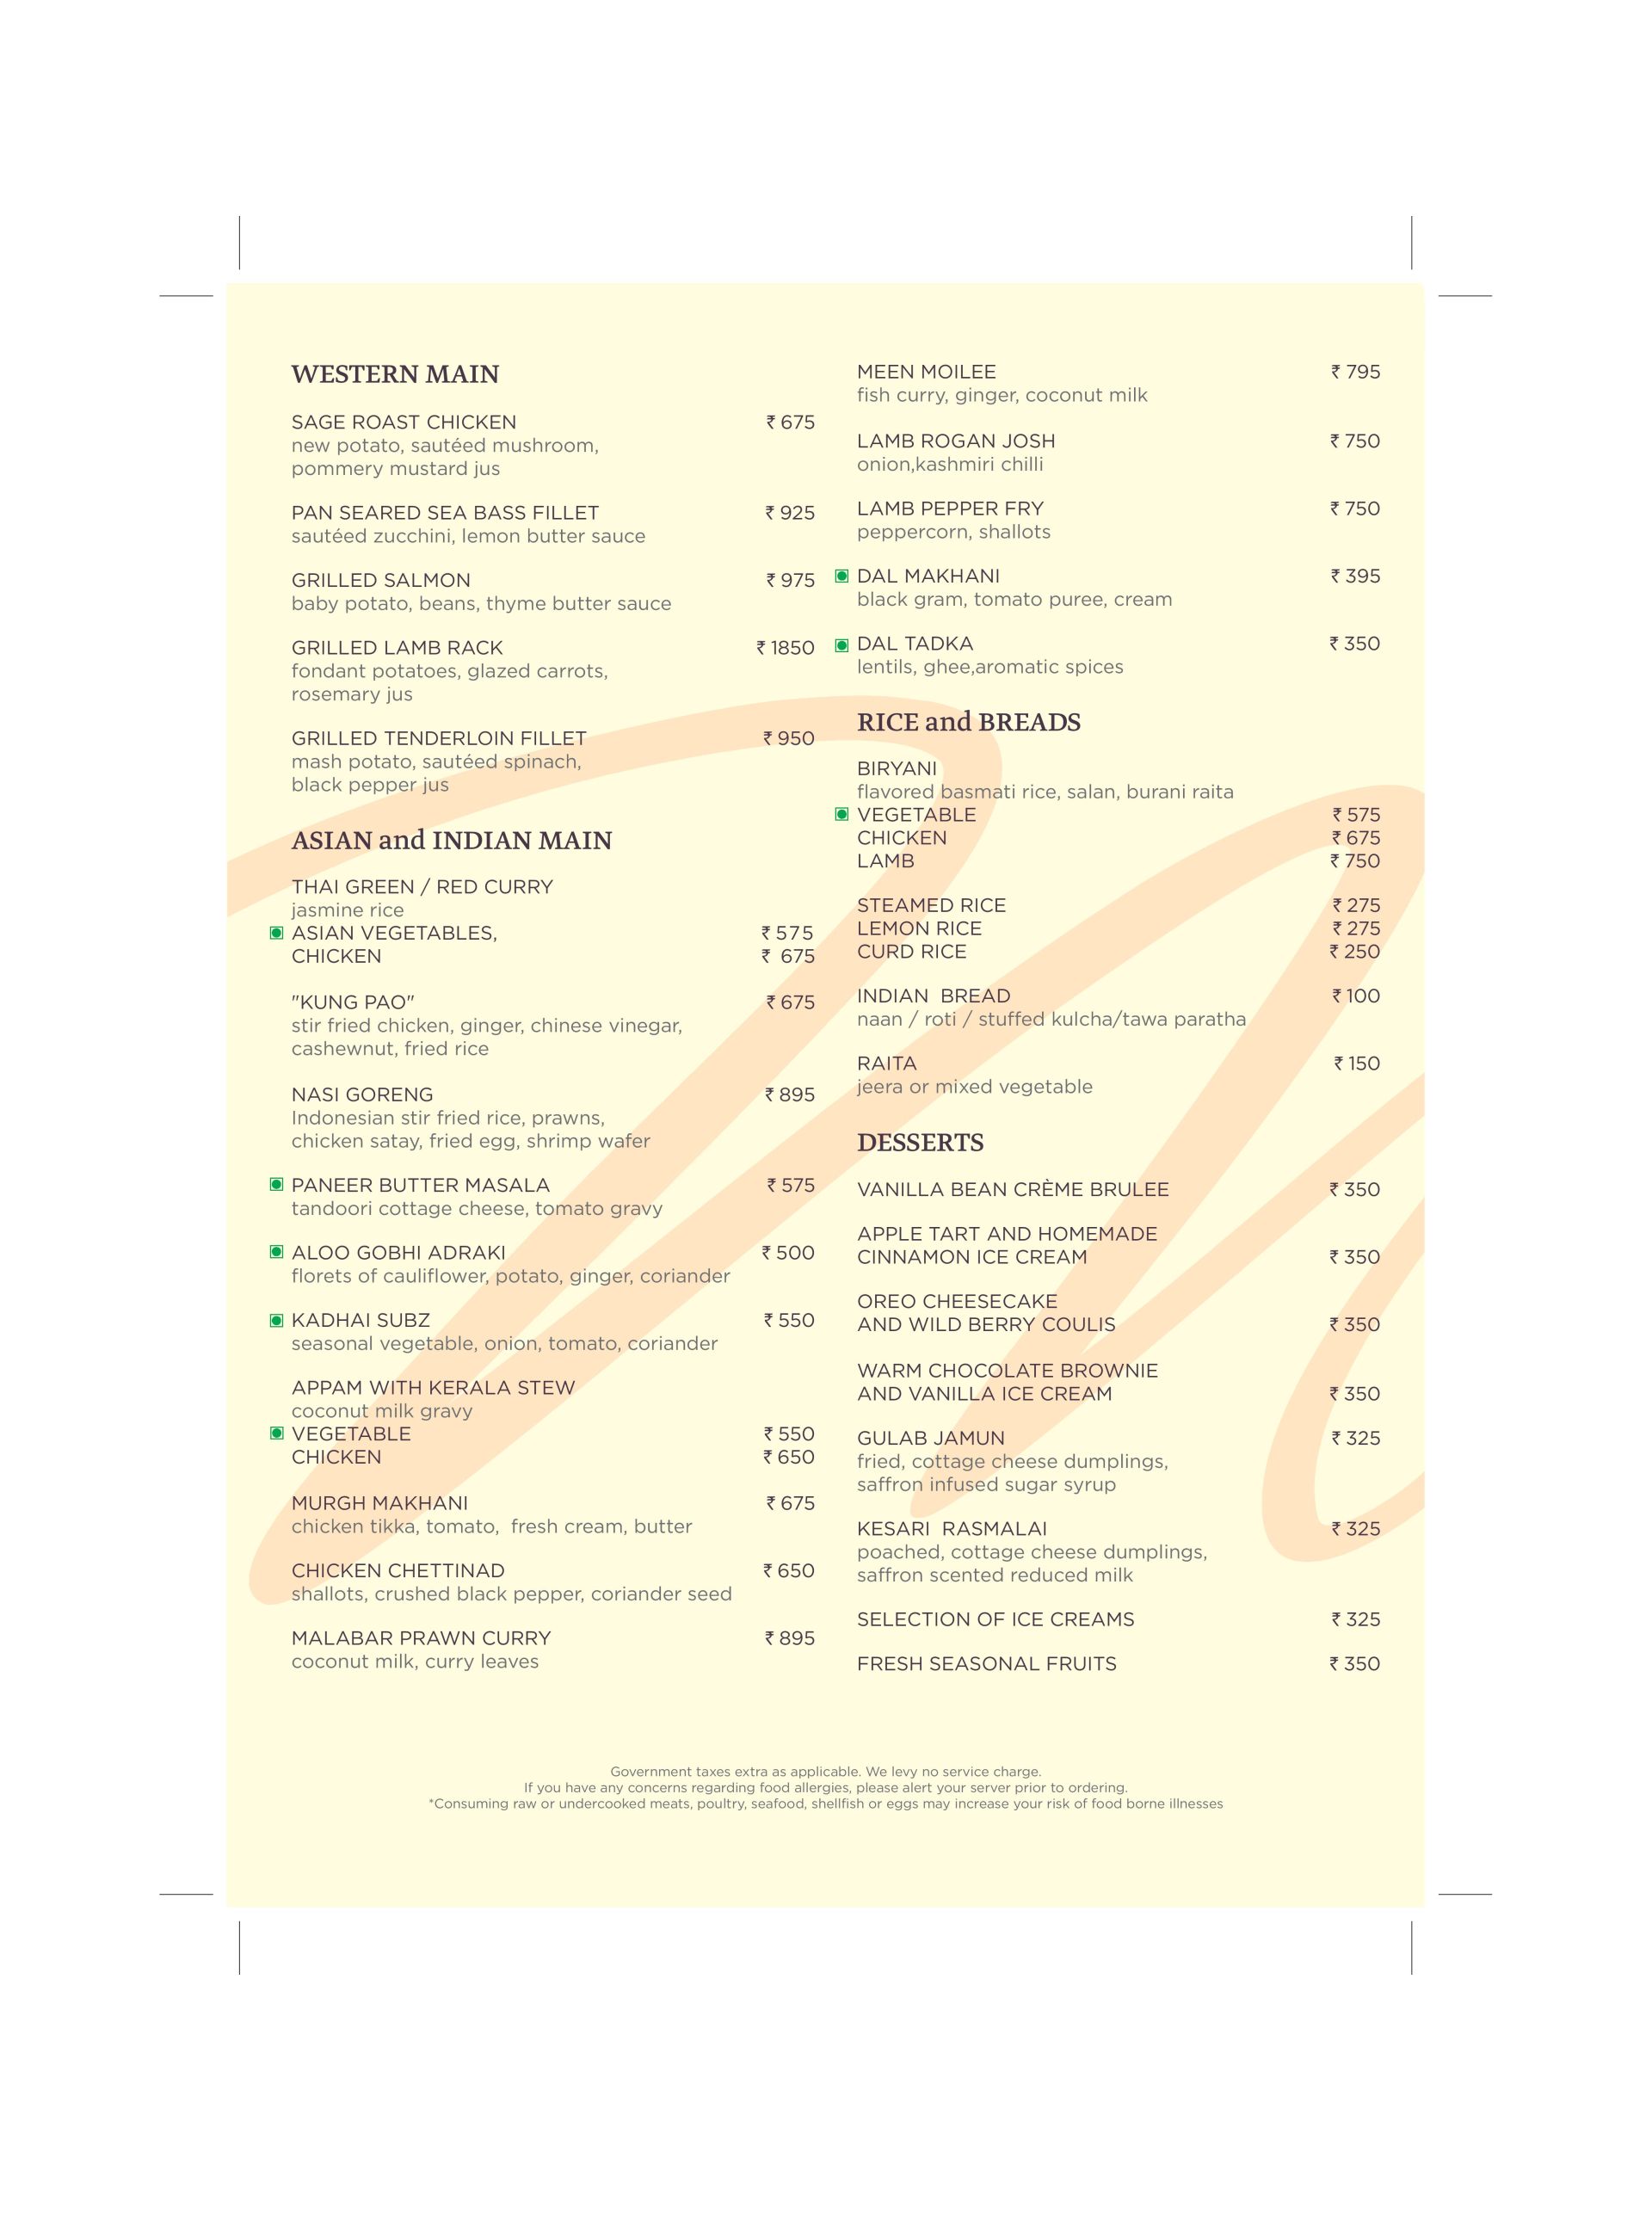 WESTERN MAIN
SAGE ROAST CHICKEN ₹ 675
new potato, sautéed mushroom,
pommery mustard jus
PAN SEARED SEA BASS FILLET ₹ 925
sautéed zucchini, lemon butter sauce
GRILLED SALMON ₹ 975
baby potato, beans, thyme butter sauce
GRILLED LAMB RACK ₹ 1850
fondant potatoes, glazed carrots,
rosemary jus
GRILLED TENDERLOIN FILLET ₹ 950
mash potato, sautéed spinach,
black pepper jus
ASIAN and INDIAN MAIN
THAI GREEN / RED CURRY
jasmine rice
ASIAN VEGETABLES, ₹ 575
CHICKEN ₹ 675
"KUNG PAO" ₹ 675
stir fried chicken, ginger, chinese vinegar,
cashewnut, fried rice
NASI GORENG ₹ 895
Indonesian stir fried rice, prawns,
chicken satay, fried egg, shrimp wafer
PANEER BUTTER MASALA ₹ 575
tandoori cottage cheese, tomato gravy
ALOO GOBHI ADRAKI ₹ 500
florets of cauliflower, potato, ginger, coriander
KADHAI SUBZ ₹ 550
seasonal vegetable, onion, tomato, coriander
APPAM WITH KERALA STEW
coconut milk gravy
VEGETABLE ₹ 550
CHICKEN ₹ 650
MURGH MAKHANI ₹ 675
chicken tikka, tomato, fresh cream, butter
CHICKEN CHETTINAD ₹ 650
shallots, crushed black pepper, coriander seed
MALABAR PRAWN CURRY ₹ 895
coconut milk, curry leaves
MEEN MOILEE ₹ 795
fish curry, ginger, coconut milk
LAMB ROGAN JOSH ₹ 750
onion,kashmiri chilli
LAMB PEPPER FRY ₹ 750
peppercorn, shallots
DAL MAKHANI ₹ 395
black gram, tomato puree, cream
DAL TADKA ₹ 350
lentils, ghee,aromatic spices
RICE and BREADS
BIRYANI
flavored basmati rice, salan, burani raita
VEGETABLE ₹ 575
CHICKEN ₹ 675
LAMB ₹ 750
STEAMED RICE ₹ 275
LEMON RICE ₹ 275
CURD RICE ₹ 250
INDIAN BREAD ₹ 100
naan / roti / stuffed kulcha/tawa paratha
RAITA ₹ 150
jeera or mixed vegetable
DESSERTS
VANILLA BEAN CRÈME BRULEE ₹ 350
APPLE TART AND HOMEMADE
CINNAMON ICE CREAM ₹ 350
OREO CHEESECAKE
AND WILD BERRY COULIS ₹ 350
WARM CHOCOLATE BROWNIE
AND VANILLA ICE CREAM ₹ 350
GULAB JAMUN ₹ 325
fried, cottage cheese dumplings,
saffron infused sugar syrup
KESARI RASMALAI ₹ 325
poached, cottage cheese dumplings,
saffron scented reduced milk
SELECTION OF ICE CREAMS ₹ 325
FRESH SEASONAL FRUITS ₹ 350
Government taxes extra as applicable. We levy no service charge.
If you have any concerns regarding food allergies, please alert your server prior to ordering.
*Consuming raw or undercooked meats, poultry, seafood, shellfish or eggs may increase your risk of food borne illnesses